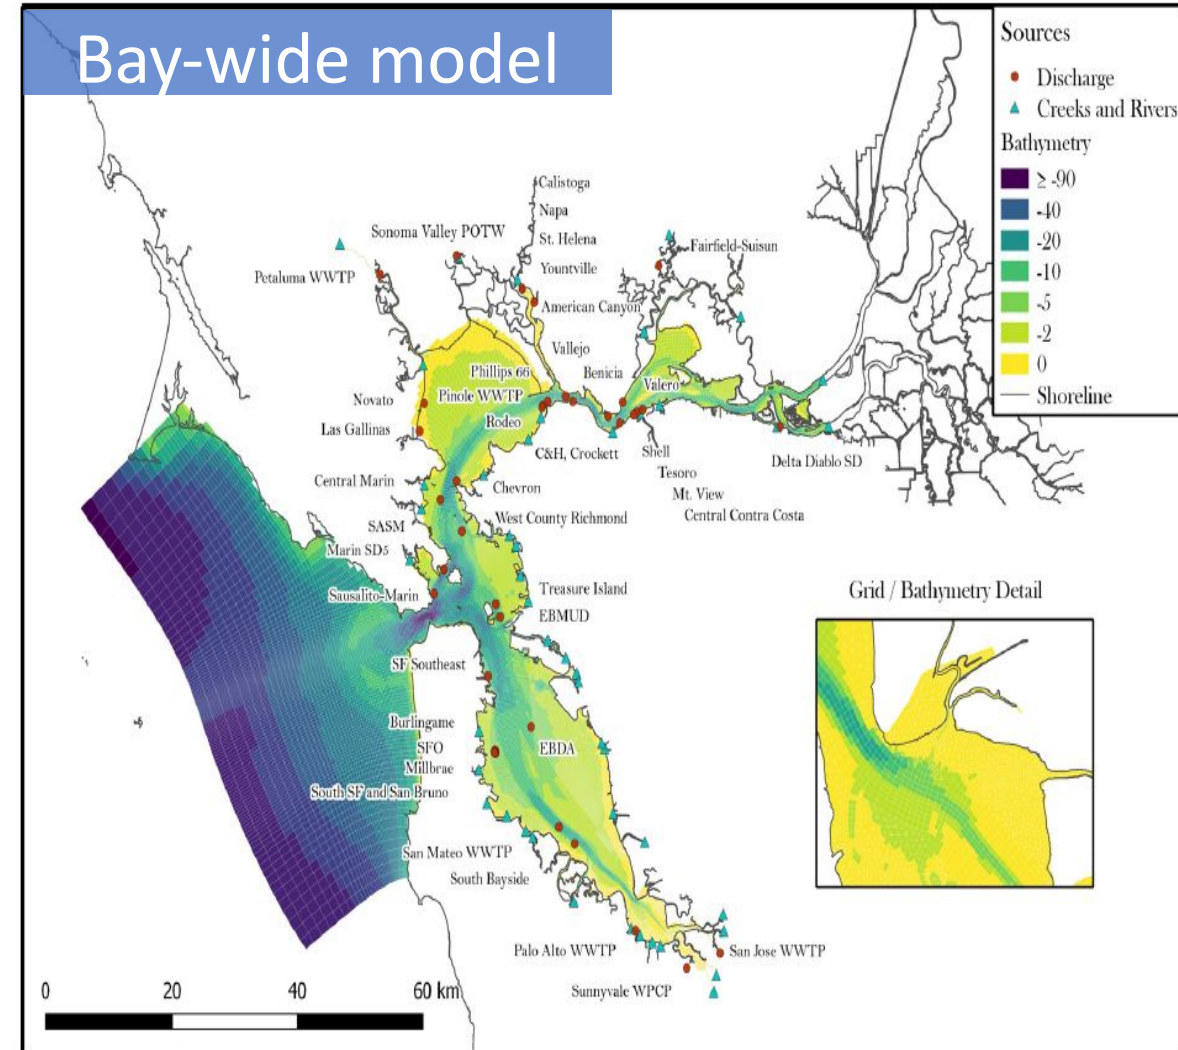 Bay-wide model
Sources
Discharge
Creeks and Rivers
Bathymetry
≥ -90
-40
-20
-10
-5
-2
0
Shoreline
Calistoga
Napa
St. Helena
Yountville
American Canyon
Vallejo
Sonoma Valley POTW
Petaluma WWTP
Fairfield-Suisun
Benicia
Valero
Phillips 66
Pinole WWTP
Rodeo
Novato
Las Gallinas
C&H, Crockett
Shell
Tesoro
Mt. View
Central Contra Costa
Delta Diablo SD
Central Marin
Chevron
SASM
West County Richmond
Marin SD5
Sausalito-Marin
Treasure Island
EBMUD
SF Southeast
Burlingame
SFO
Millbrae
EBDA
South SF and San Bruno
San Mateo WWTP
South Bayside
Palo Alto WWTP
San Jose WWTP
Sunnyvale WPCP
Grid / Bathymetry Detail
0 20 40 60 km